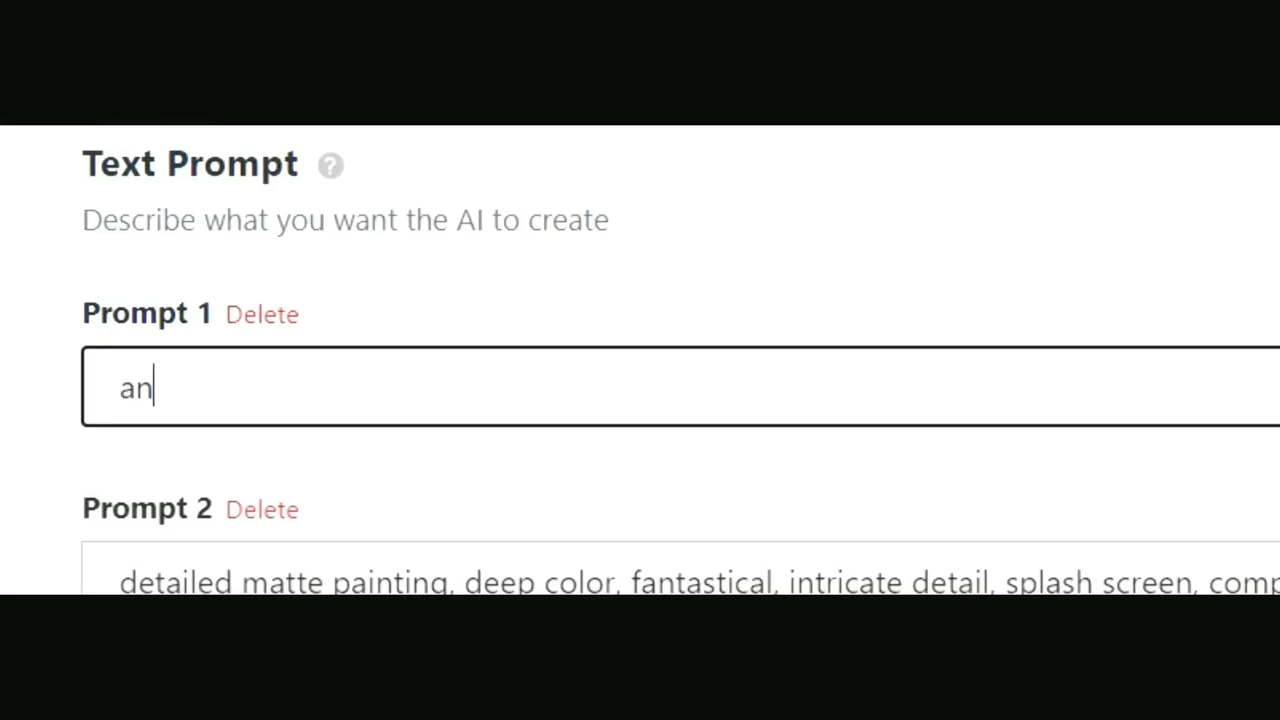 Text Prompt ?
Describe what you want the AI to create
Prompt 1 Delete
an
Prompt 2 Delete
detailed matte painting, deep color, fantastical, intricate detail, splash screen,